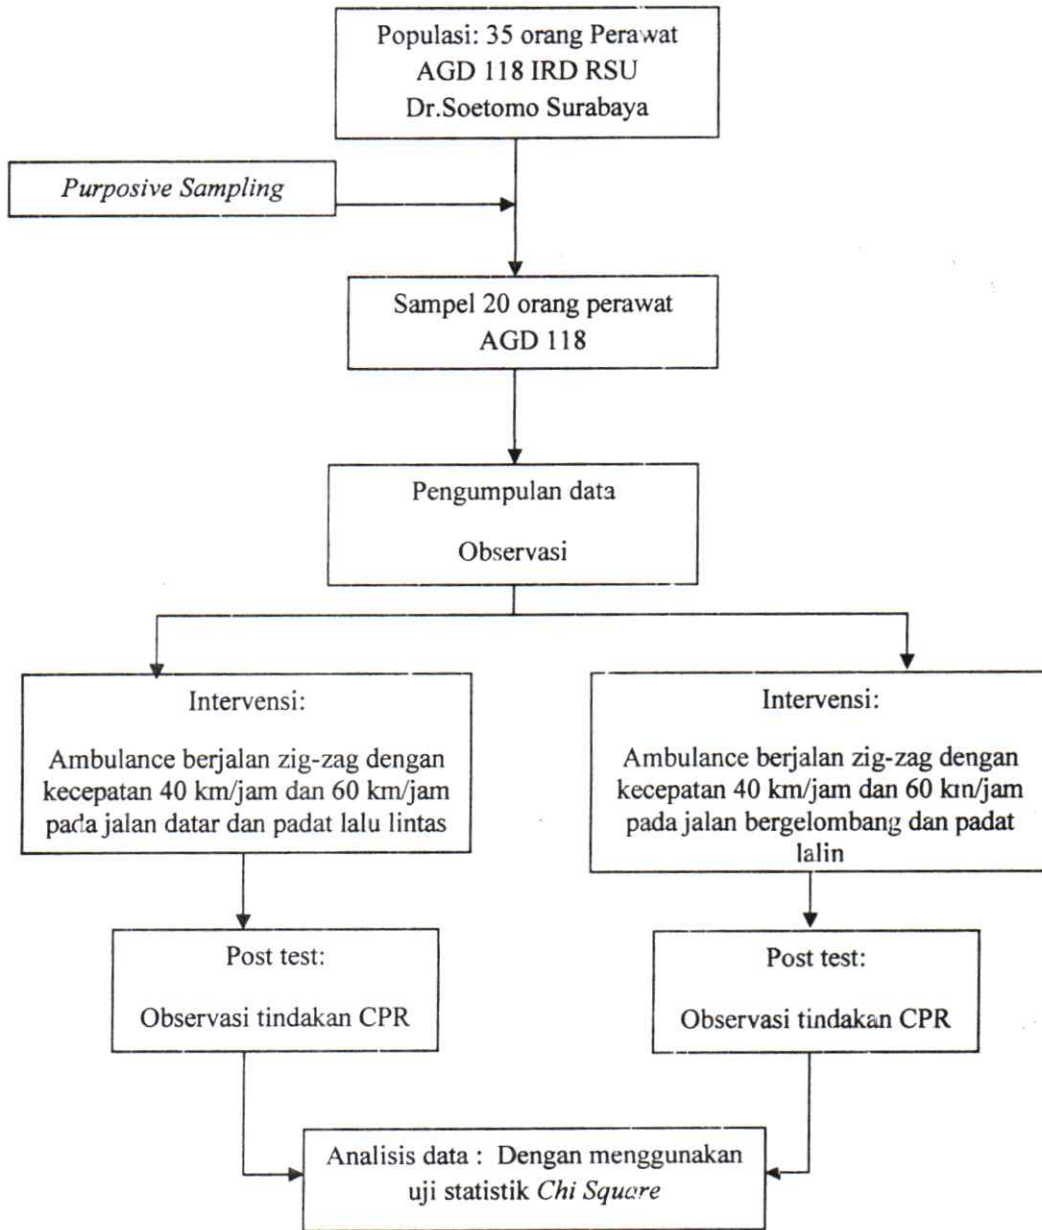 Populasi: 35 orang Perawat
AGD 118 IRD RSU
Dr.Soetomo Surabaya
Purposive Sampling
Sampel 20 orang perawat
AGD 118
Pengumpulan data
Observasi
Intervensi:
Ambulance berjalan zig-zag dengan
kecepatan 40 km/jam dan 60 km/jam
pada jalan datar dan padat lalu lintas
Intervensi:
Ambulance berjalan zig-zag dengan
kecepatan 40 km/jam dan 60 km/jam
pada jalan bergelombang dan padat
lalin
Post test:
Observasi tindakan CPR
Post test:
Observasi tindakan CPR
Analisis data : Dengan menggunakan
uji statistik Chi Square